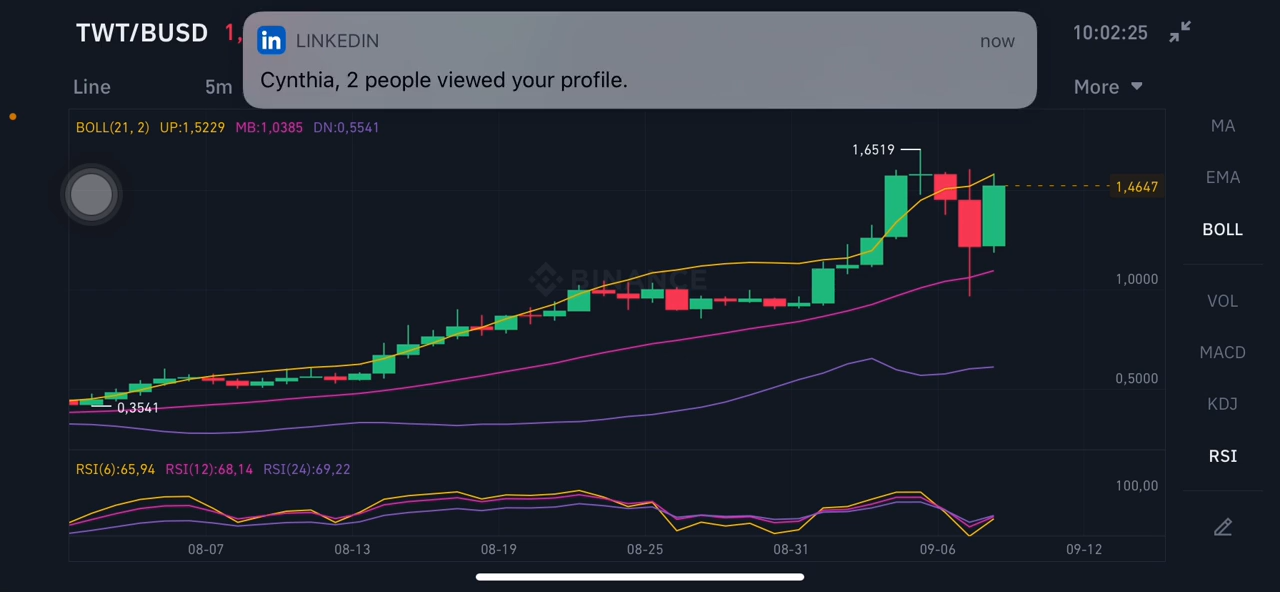 TWT/BUSD 1,
LINKEDIN
now
Cynthia, 2 people viewed your profile.
10:02:25
Line
5m
More
BOLL(21, 2) UP:1,5229 MB:1,0385 DN:0,5541
MA
EMA
BOLL
VOL
MACD
KDJ
RSI
1,6519
1,4647
BINANCE
1,0000
0,5000
0,3541
RSI(6):65,94 RSI(12):68,14 RSI(24):69,22
100,00
08-07 08-13 08-19 08-25 08-31 09-06 09-12